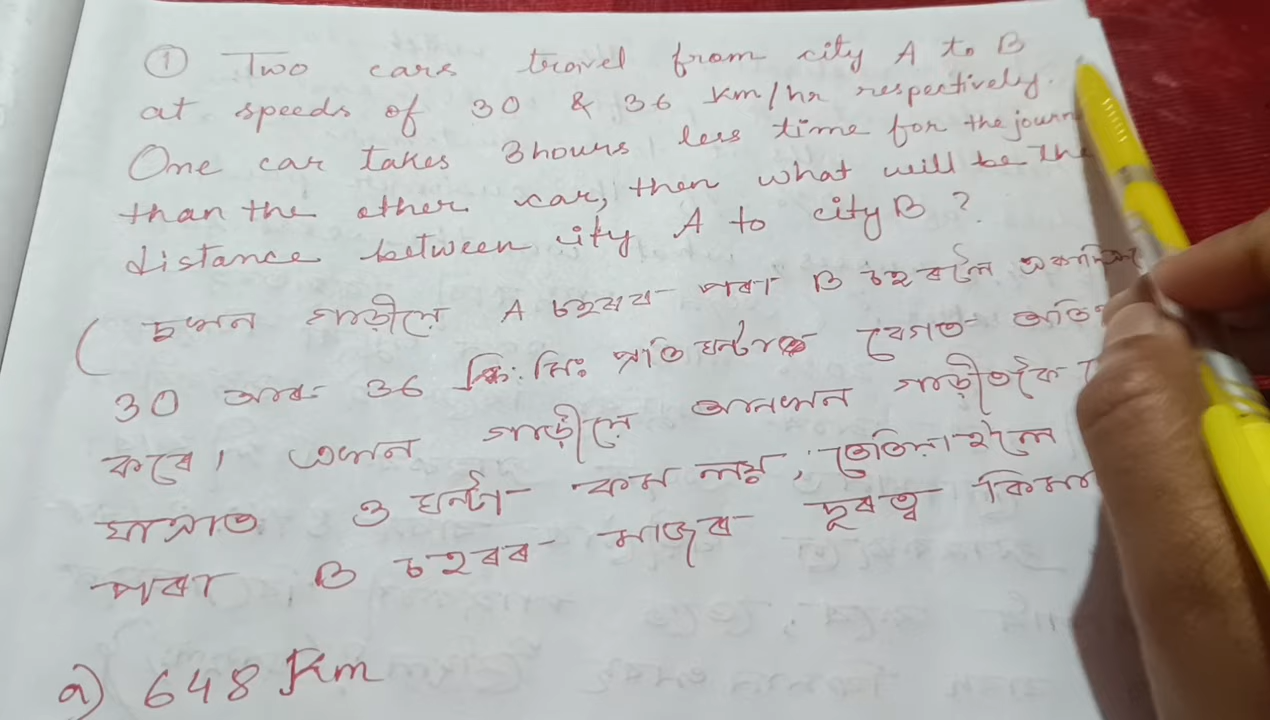 ① Two cars travel from city A to B
at speeds of 30 & 36 km/hr respectively.
One car takes 3hours less time for the journ
than the other car, then what will be the
distance between city A to city B ?
( দুখন গাড়ীয়ে A চহৰৰ পৰা B চহৰলৈ
30 আৰু 36 কি: মি: প্ৰতি ঘন্টাত বেগত
কৰে। এখন গাড়ীয়ে আনখন গাড়ীতকৈ
যাত্ৰাত 3 ঘন্টা কম লয়, তেতিয়াহলে
পৰা B চহৰৰ মাজৰ দূৰত্ব কিমা
a) 648 Km